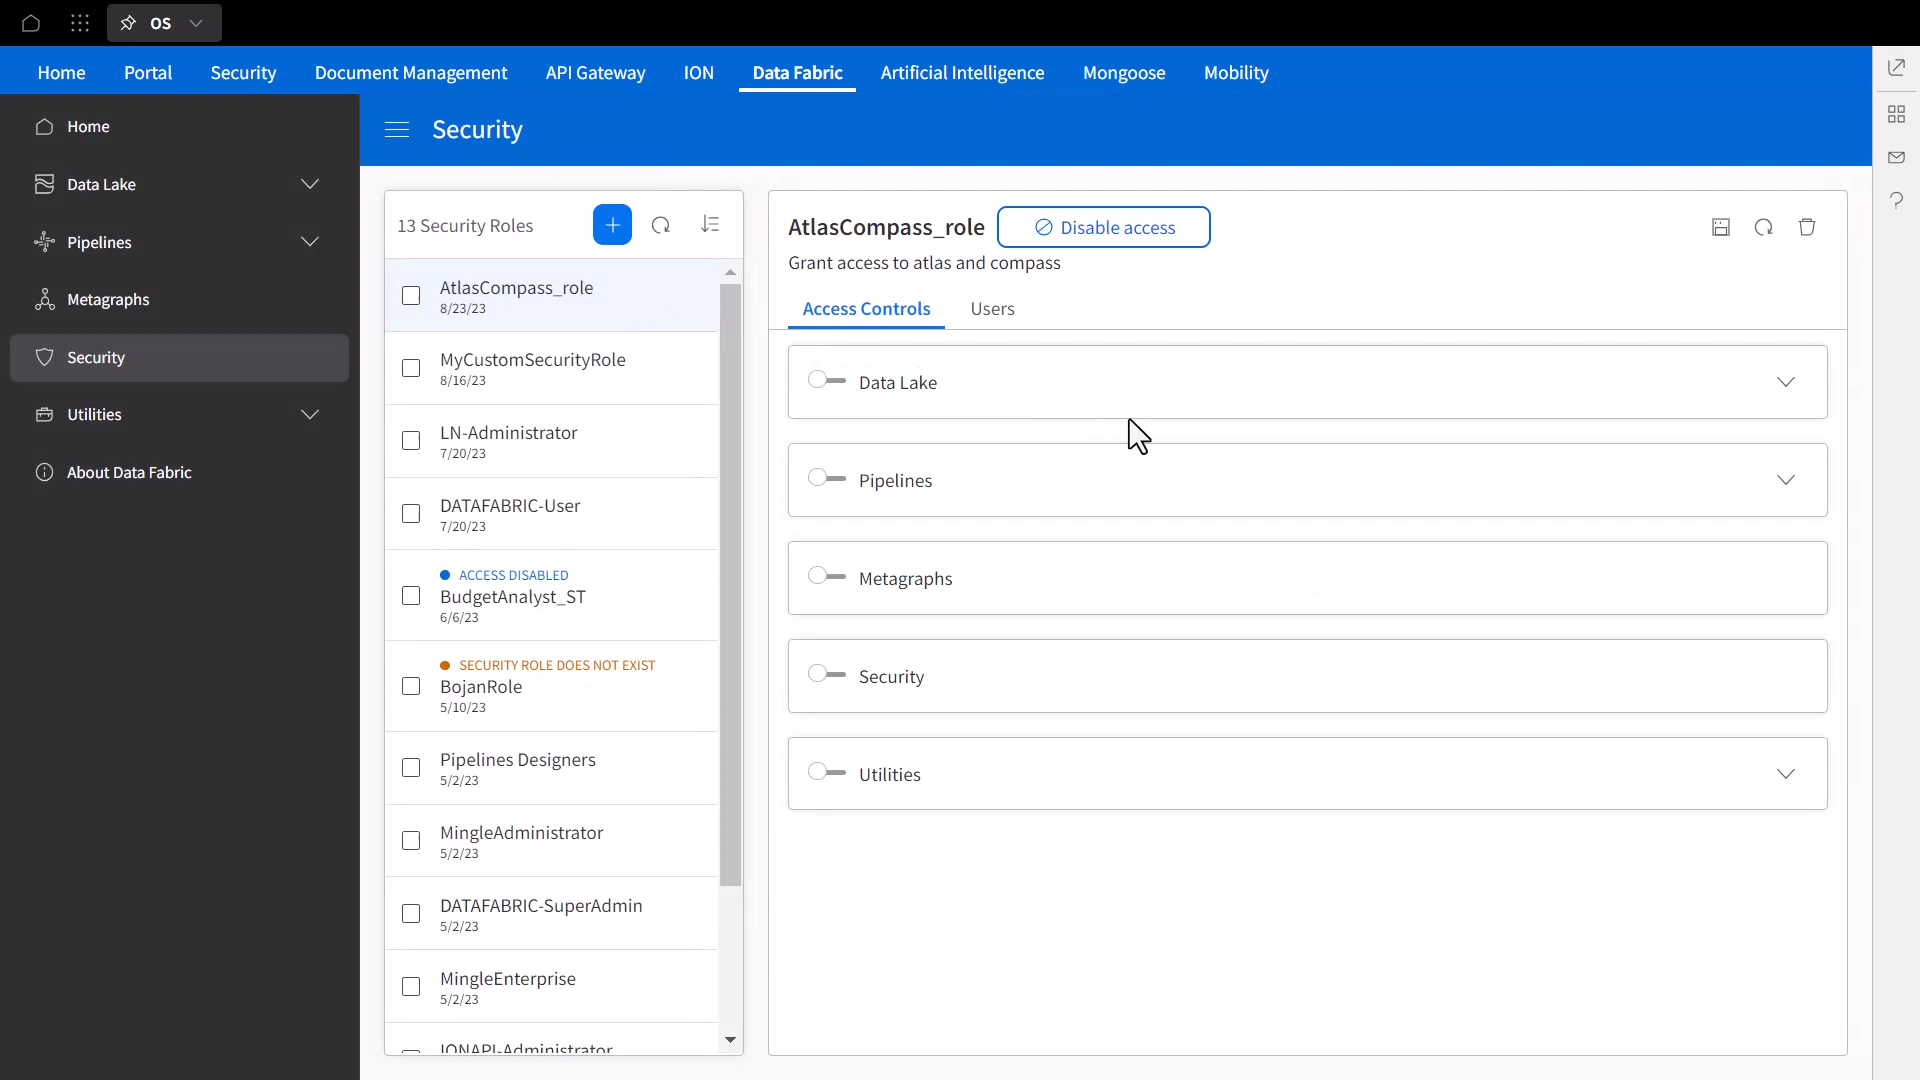 OS
Home
Portal
Security
Document Management
API Gateway
ION
Data Fabric
Artificial Intelligence
Mongoose
Mobility
Home
Data Lake
Pipelines
Metagraphs
Security
Utilities
About Data Fabric
Security
13 Security Roles
AtlasCompass_role
8/23/23
MyCustomSecurityRole
8/16/23
LN-Administrator
7/20/23
DATAFABRIC-User
7/20/23
ACCESS DISABLED
BudgetAnalyst_ST
6/6/23
SECURITY ROLE DOES NOT EXIST
BojanRole
5/10/23
Pipelines Designers
5/2/23
MingleAdministrator
5/2/23
DATAFABRIC-SuperAdmin
5/2/23
MingleEnterprise
5/2/23
IONAPI-Administrator
AtlasCompass_role
Disable access
Grant access to atlas and compass
Access Controls
Users
Data Lake
Pipelines
Metagraphs
Security
Utilities